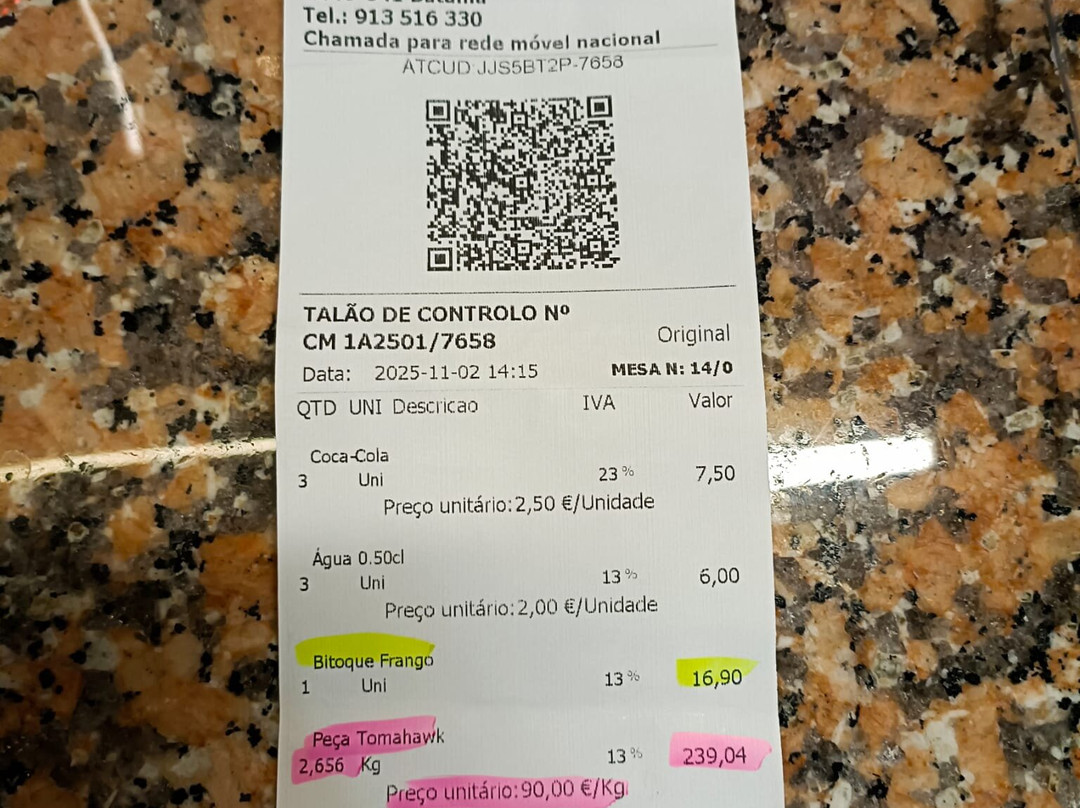 Tel.: 913 516 330
Chamada para rede móvel nacional
ATCUD:JJS5BT2P-7658
TALÃO DE CONTROLO Nº
CM 1A2501/7658 Original
Data: 2025-11-02 14:15 MESA N: 14/0
QTD UNI Descricao IVA Valor
Coca-Cola
3 Uni 23% 7,50
Preço unitário:2,50 €/Unidade
Água 0.50cl
3 Uni 13% 6,00
Preço unitário:2,00 €/Unidade
Bitoque Frango
1 Uni 13% 16,90
Peça Tomahawk
2,656 Kg 13% 239,04
Preço unitário:90,00 €/Kg